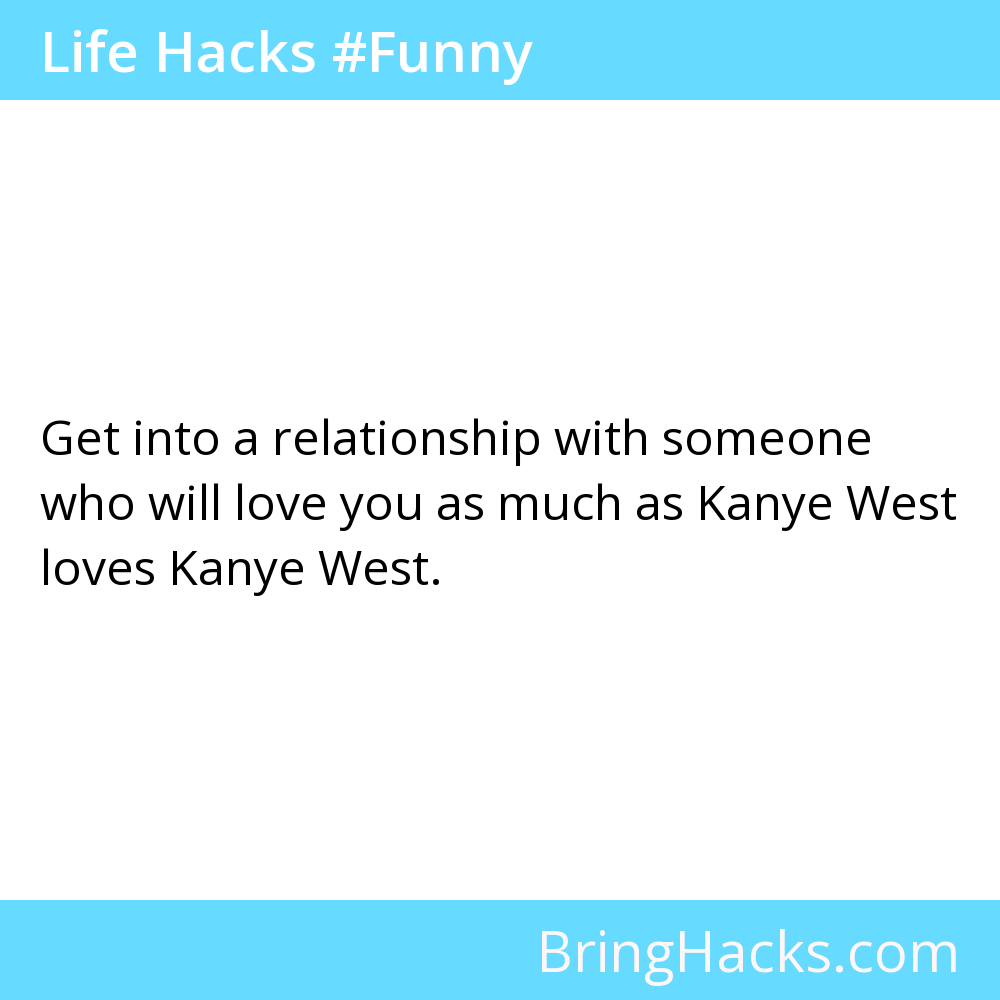 Life Hacks #Funny
Get into a relationship with someone
who will love you as much as Kanye West
loves Kanye West.
BringHacks.com